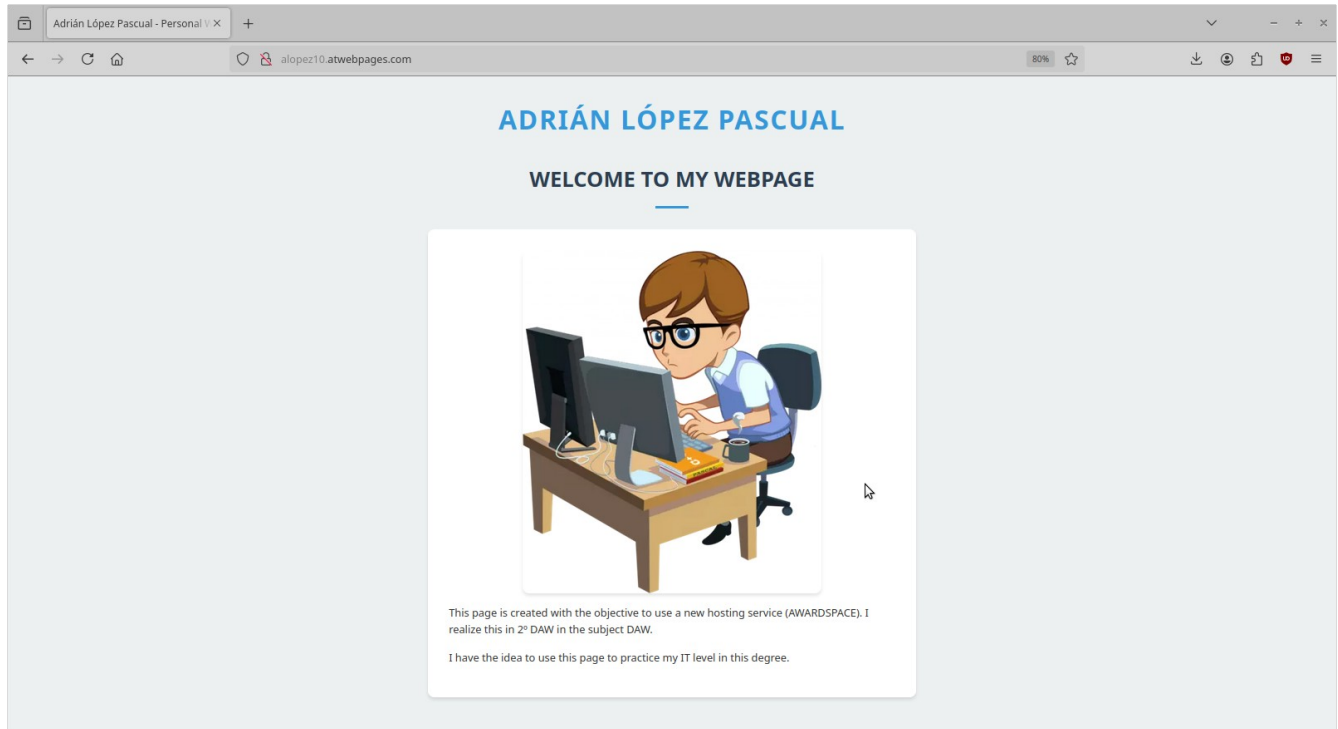 Adrián López Pascual - Personal
alopez10.atwebpages.com
80%
ADRIÁN LÓPEZ PASCUAL
WELCOME TO MY WEBPAGE
This page is created with the objective to use a new hosting service (AWARDSPACE). I
realize this in 2º DAW in the subject DAW.
I have the idea to use this page to practice my IT level in this degree.